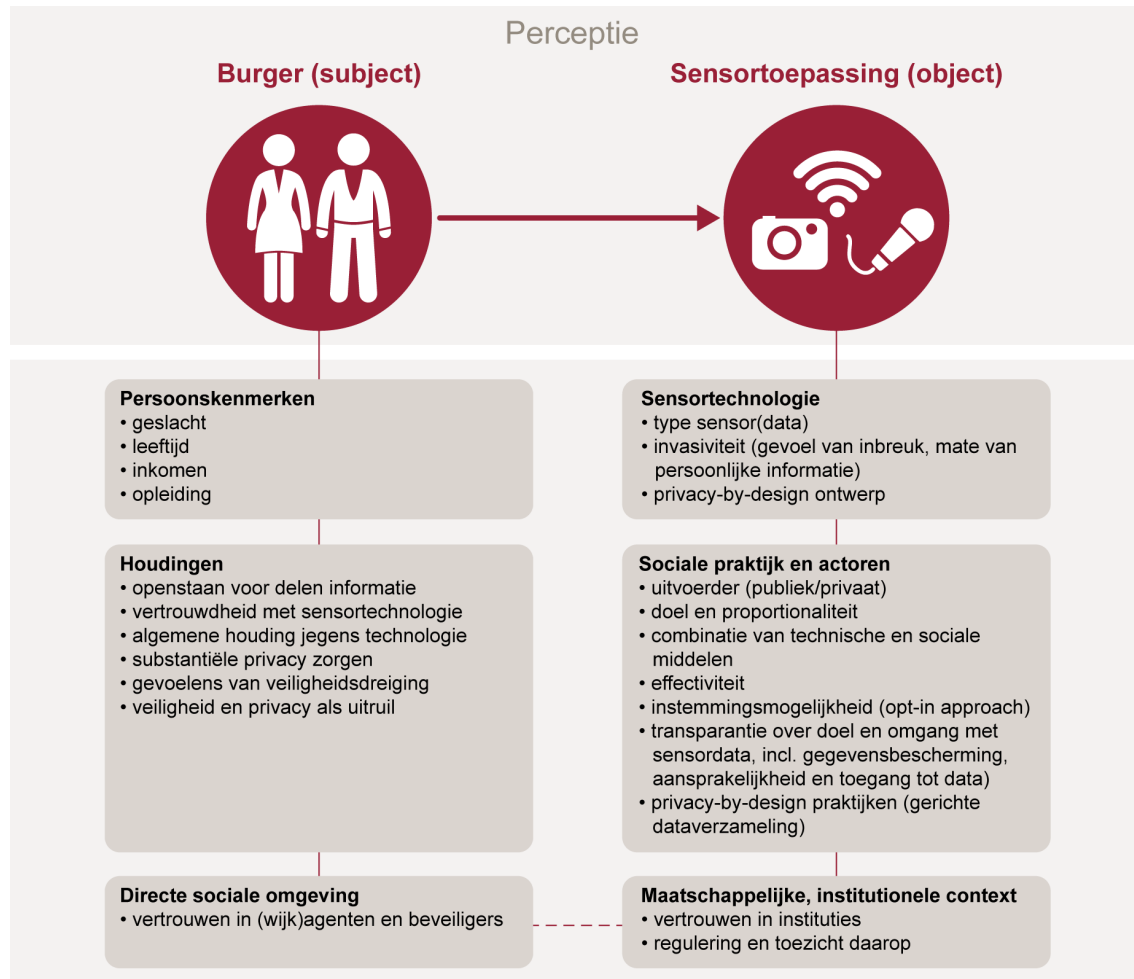 Perceptie
Burger (subject)
Sensortoepassing (object)
Persoonskenmerken
• geslacht
• leeftijd
• inkomen
• opleiding
Houdingen
• openstaan voor delen informatie
• vertrouwdheid met sensortechnologie
• algemene houding jegens technologie
• substantiële privacy zorgen
• gevoelens van veiligheidsdreiging
• veiligheid en privacy als uitruil
Directe sociale omgeving
• vertrouwen in (wijk)agenten en beveiligers
Sensortechnologie
• type sensor(data)
• invasiviteit (gevoel van inbreuk, mate van
persoonlijke informatie)
• privacy-by-design ontwerp
Sociale praktijk en actoren
• uitvoerder (publiek/privaat)
• doel en proportionaliteit
• combinatie van technische en sociale
middelen
• effectiviteit
• instemmingsmogelijkheid (opt-in approach)
• transparantie over doel en omgang met
sensordata, incl. gegevensbescherming,
aansprakelijkheid en toegang tot data)
• privacy-by-design praktijken (gerichte
dataverzameling)
Maatschappelijke, institutionele context
• vertrouwen in instituties
• regulering en toezicht daarop